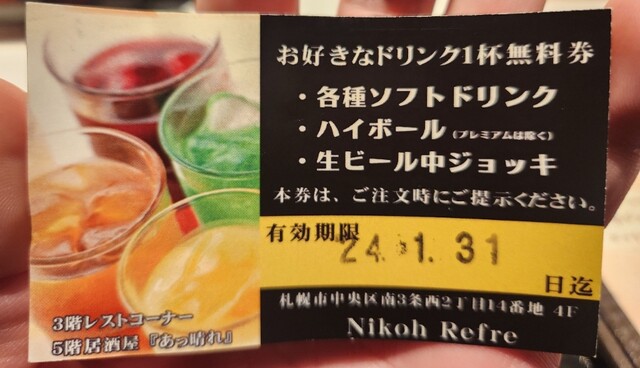 お好きなドリンク1杯無料券
・各種ソフトドリンク
・ハイボール(プレミアムは除く)
・生ビール中ジョッキ
本券は、ご注文時にご提示ください。
有効期限
24.1.31
日迄
札幌市中央区南3条西2丁目14番地 4F
Nikoh Refre
3階レストコーナー
5階居酒屋『あっ晴れ』